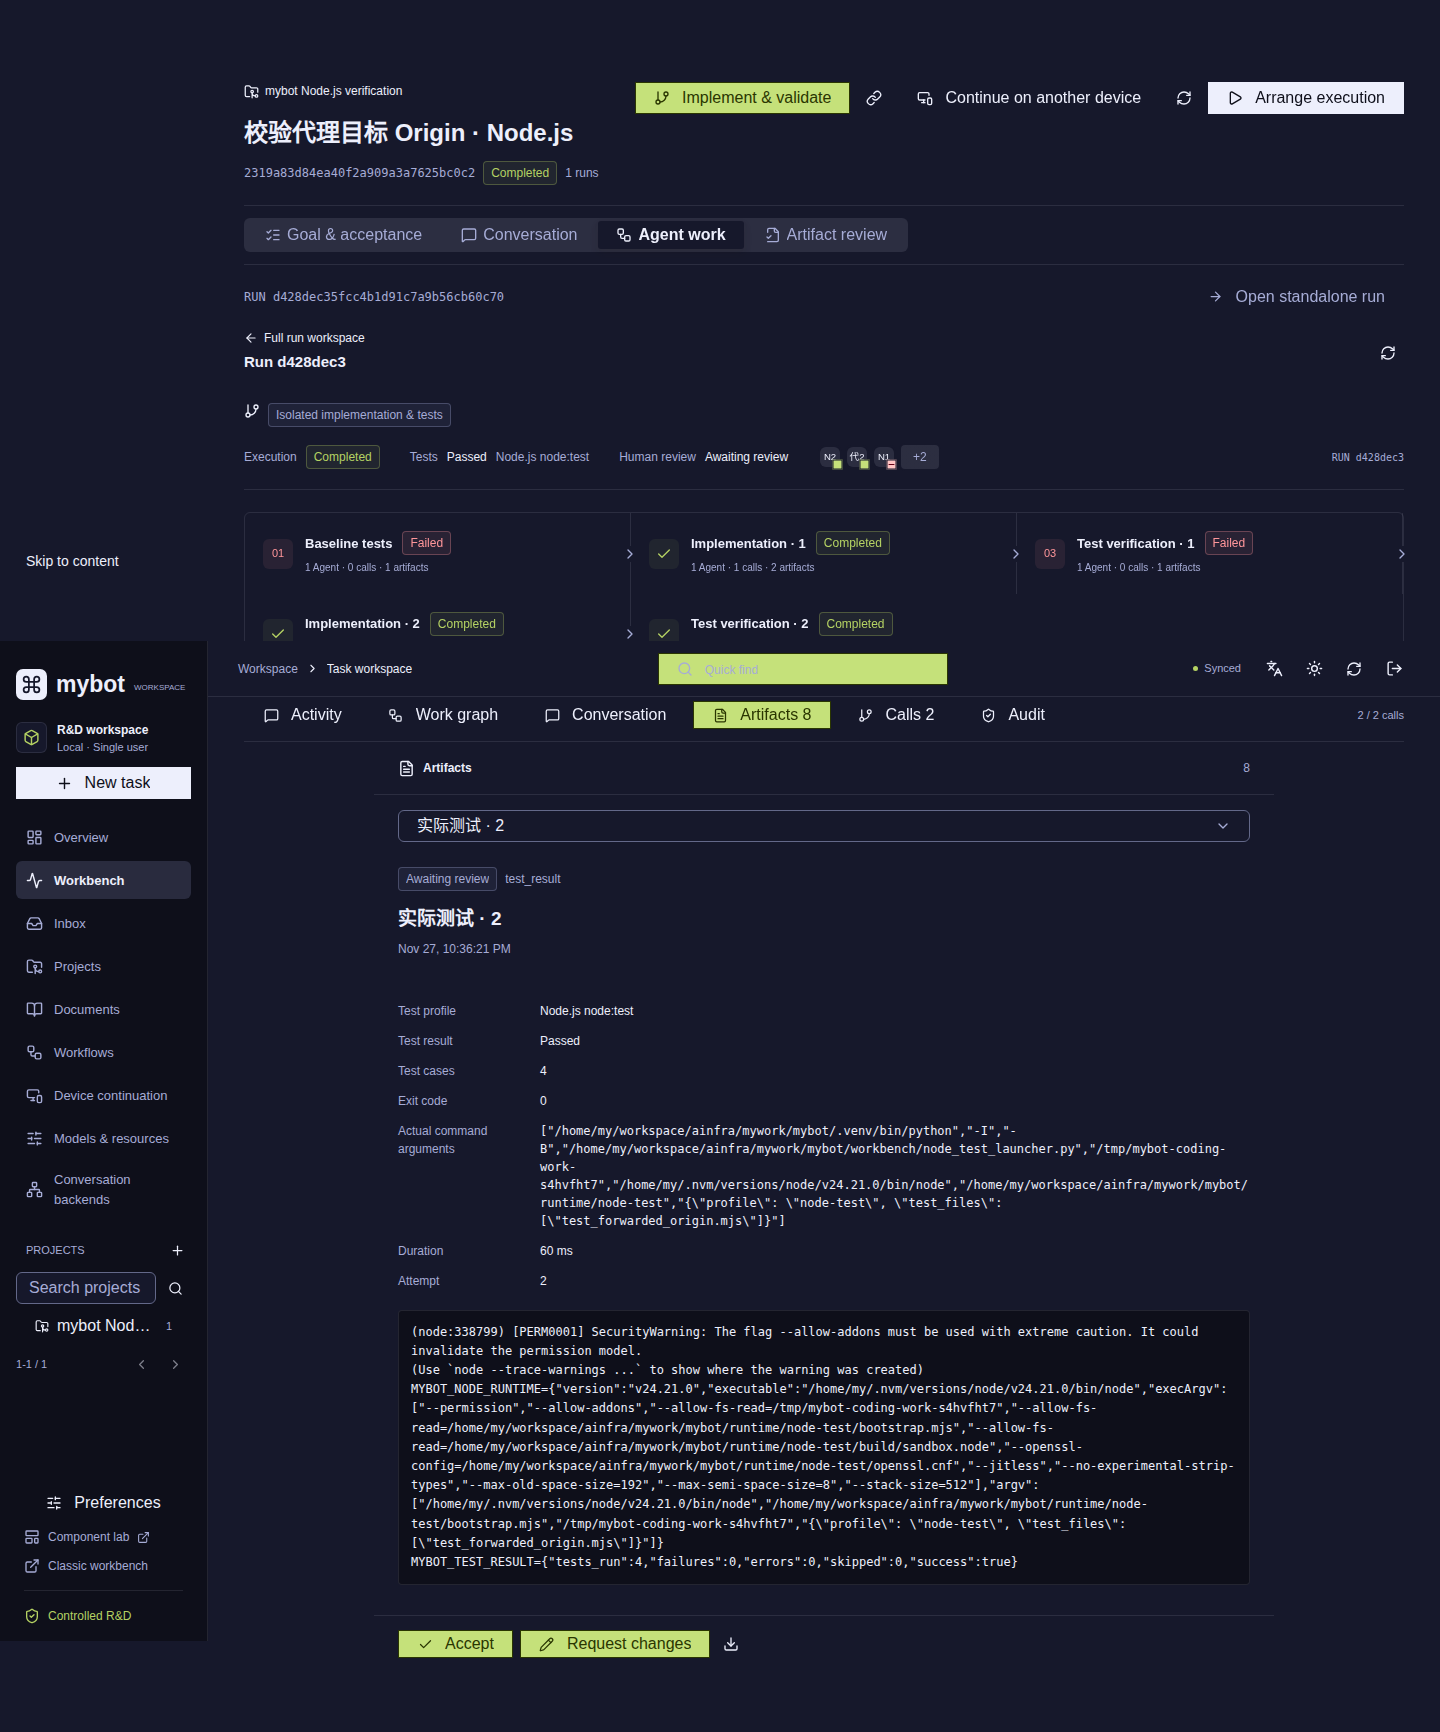 mybot Node.js verification
Implement & validate
Continue on another device
Arrange execution
校验代理目标 Origin · Node.js
2319a83d84ea40f2a909a3a7625bc0c2 Completed 1 runs
Goal & acceptance Conversation Agent work Artifact review
RUN d428dec35fcc4b1d91c7a9b56cb60c70
Open standalone run
Full run workspace
Run d428dec3
Isolated implementation & tests
Execution Completed Tests Passed Node.js node:test Human review Awaiting review N2 代2 N1 +2 RUN d428dec3
01 Baseline tests Failed
1 Agent · 0 calls · 1 artifacts
Implementation · 1 Completed
1 Agent · 1 calls · 2 artifacts
03 Test verification · 1 Failed
1 Agent · 0 calls · 1 artifacts
Skip to content
Implementation · 2 Completed
Test verification · 2 Completed
mybot WORKSPACE
R&D workspace
Local · Single user
New task
Overview
Workbench
Inbox
Projects
Documents
Workflows
Device continuation
Models & resources
Conversation
backends
PROJECTS
Search projects
mybot Nod… 1
1-1 / 1
Preferences
Component lab
Classic workbench
Controlled R&D
Workspace Task workspace
Quick find
Synced
Activity Work graph Conversation Artifacts 8 Calls 2 Audit 2 / 2 calls
Artifacts 8
实际测试 · 2
Awaiting review test_result
实际测试 · 2
Nov 27, 10:36:21 PM
Test profile Node.js node:test
Test result Passed
Test cases 4
Exit code 0
Actual command
arguments
["/home/my/workspace/ainfra/mywork/mybot/.venv/bin/python","-I","-
B","/home/my/workspace/ainfra/mywork/mybot/workbench/node_test_launcher.py","/tmp/mybot-coding-
work-
s4hvfht7","/home/my/.nvm/versions/node/v24.21.0/bin/node","/home/my/workspace/ainfra/mywork/mybot/
runtime/node-test","{\"profile\": \"node-test\", \"test_files\":
[\"test_forwarded_origin.mjs\"]}"]
Duration 60 ms
Attempt 2
(node:338799) [PERM0001] SecurityWarning: The flag --allow-addons must be used with extreme caution. It could
invalidate the permission model.
(Use `node --trace-warnings ...` to show where the warning was created)
MYBOT_NODE_RUNTIME={"version":"v24.21.0","executable":"/home/my/.nvm/versions/node/v24.21.0/bin/node","execArgv":
["--permission","--allow-addons","--allow-fs-read=/tmp/mybot-coding-work-s4hvfht7","--allow-fs-
read=/home/my/workspace/ainfra/mywork/mybot/runtime/node-test/bootstrap.mjs","--allow-fs-
read=/home/my/workspace/ainfra/mywork/mybot/runtime/node-test/build/sandbox.node","--openssl-
config=/home/my/workspace/ainfra/mywork/mybot/runtime/node-test/openssl.cnf","--jitless","--no-experimental-strip-
types","--max-old-space-size=192","--max-semi-space-size=8","--stack-size=512"],"argv":
["/home/my/.nvm/versions/node/v24.21.0/bin/node","/home/my/workspace/ainfra/mywork/mybot/runtime/node-
test/bootstrap.mjs","/tmp/mybot-coding-work-s4hvfht7","{\"profile\": \"node-test\", \"test_files\":
[\"test_forwarded_origin.mjs\"]}"]}
MYBOT_TEST_RESULT={"tests_run":4,"failures":0,"errors":0,"skipped":0,"success":true}
Accept Request changes